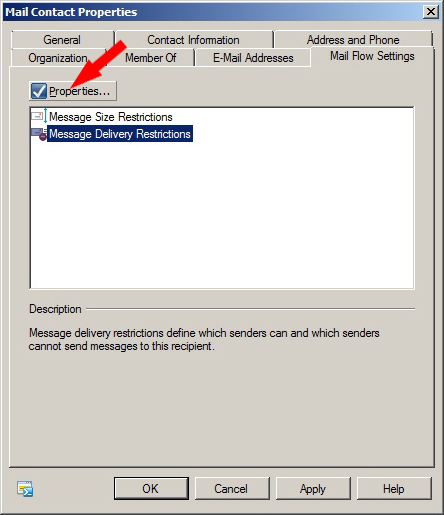 Mail Contact Properties
General Contact Information Address and Phone
Organization Member Of E-Mail Addresses Mail Flow Settings
Properties...
Message Size Restrictions
Message Delivery Restrictions
Description
Message delivery restrictions define which senders can and which senders
cannot send messages to this recipient.
OK Cancel Apply Help